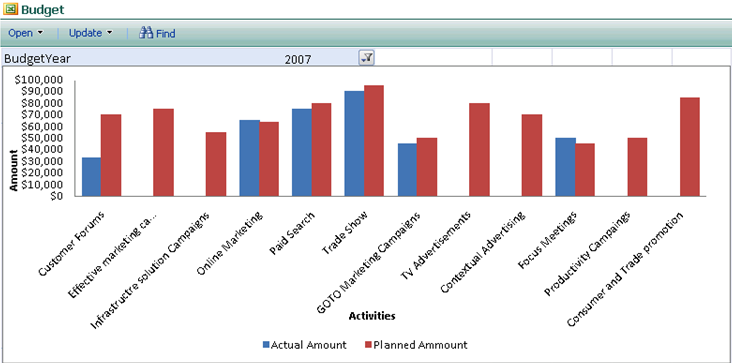 Budget
Open Update Find
BudgetYear 2007
$100,000
$90,000
$80,000
$70,000
$60,000
$50,000
$40,000
$30,000
$20,000
$10,000
$0
Amount
Customer Forums
Effective marketing ca...
Infrastructre solution Campaigns
Online Marketing
Paid Search
Trade Show
GOTO Marketing Campaigns
TV Advertisements
Contextual Advertising
Focus Meetings
Productivity Campaings
Consumer and Trade promotion
Activities
Actual Amount Planned Ammount